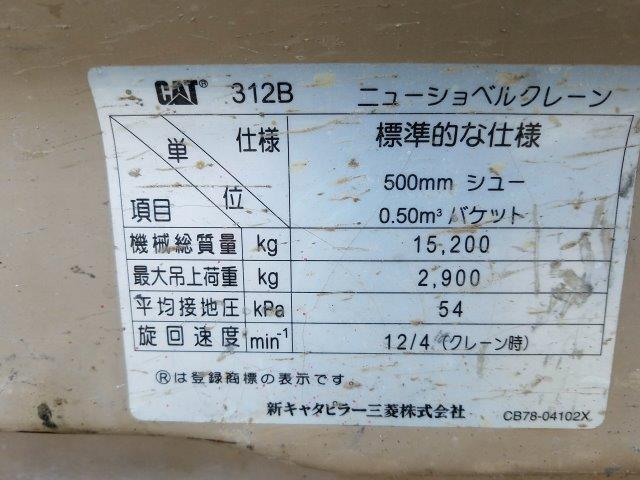 CAT® 312B ニューショベルクレーン
単位 仕様 標準的な仕様
500mm シュー
項目 0.50m³ バケット
機械総質量 kg 15,200
最大吊上荷重 kg 2,900
平均接地圧 kPa 54
旋回速度 min⁻¹ 12/4 (クレーン時)
®は登録商標の表示です。
新キャタピラー三菱株式会社 CB78-04102X